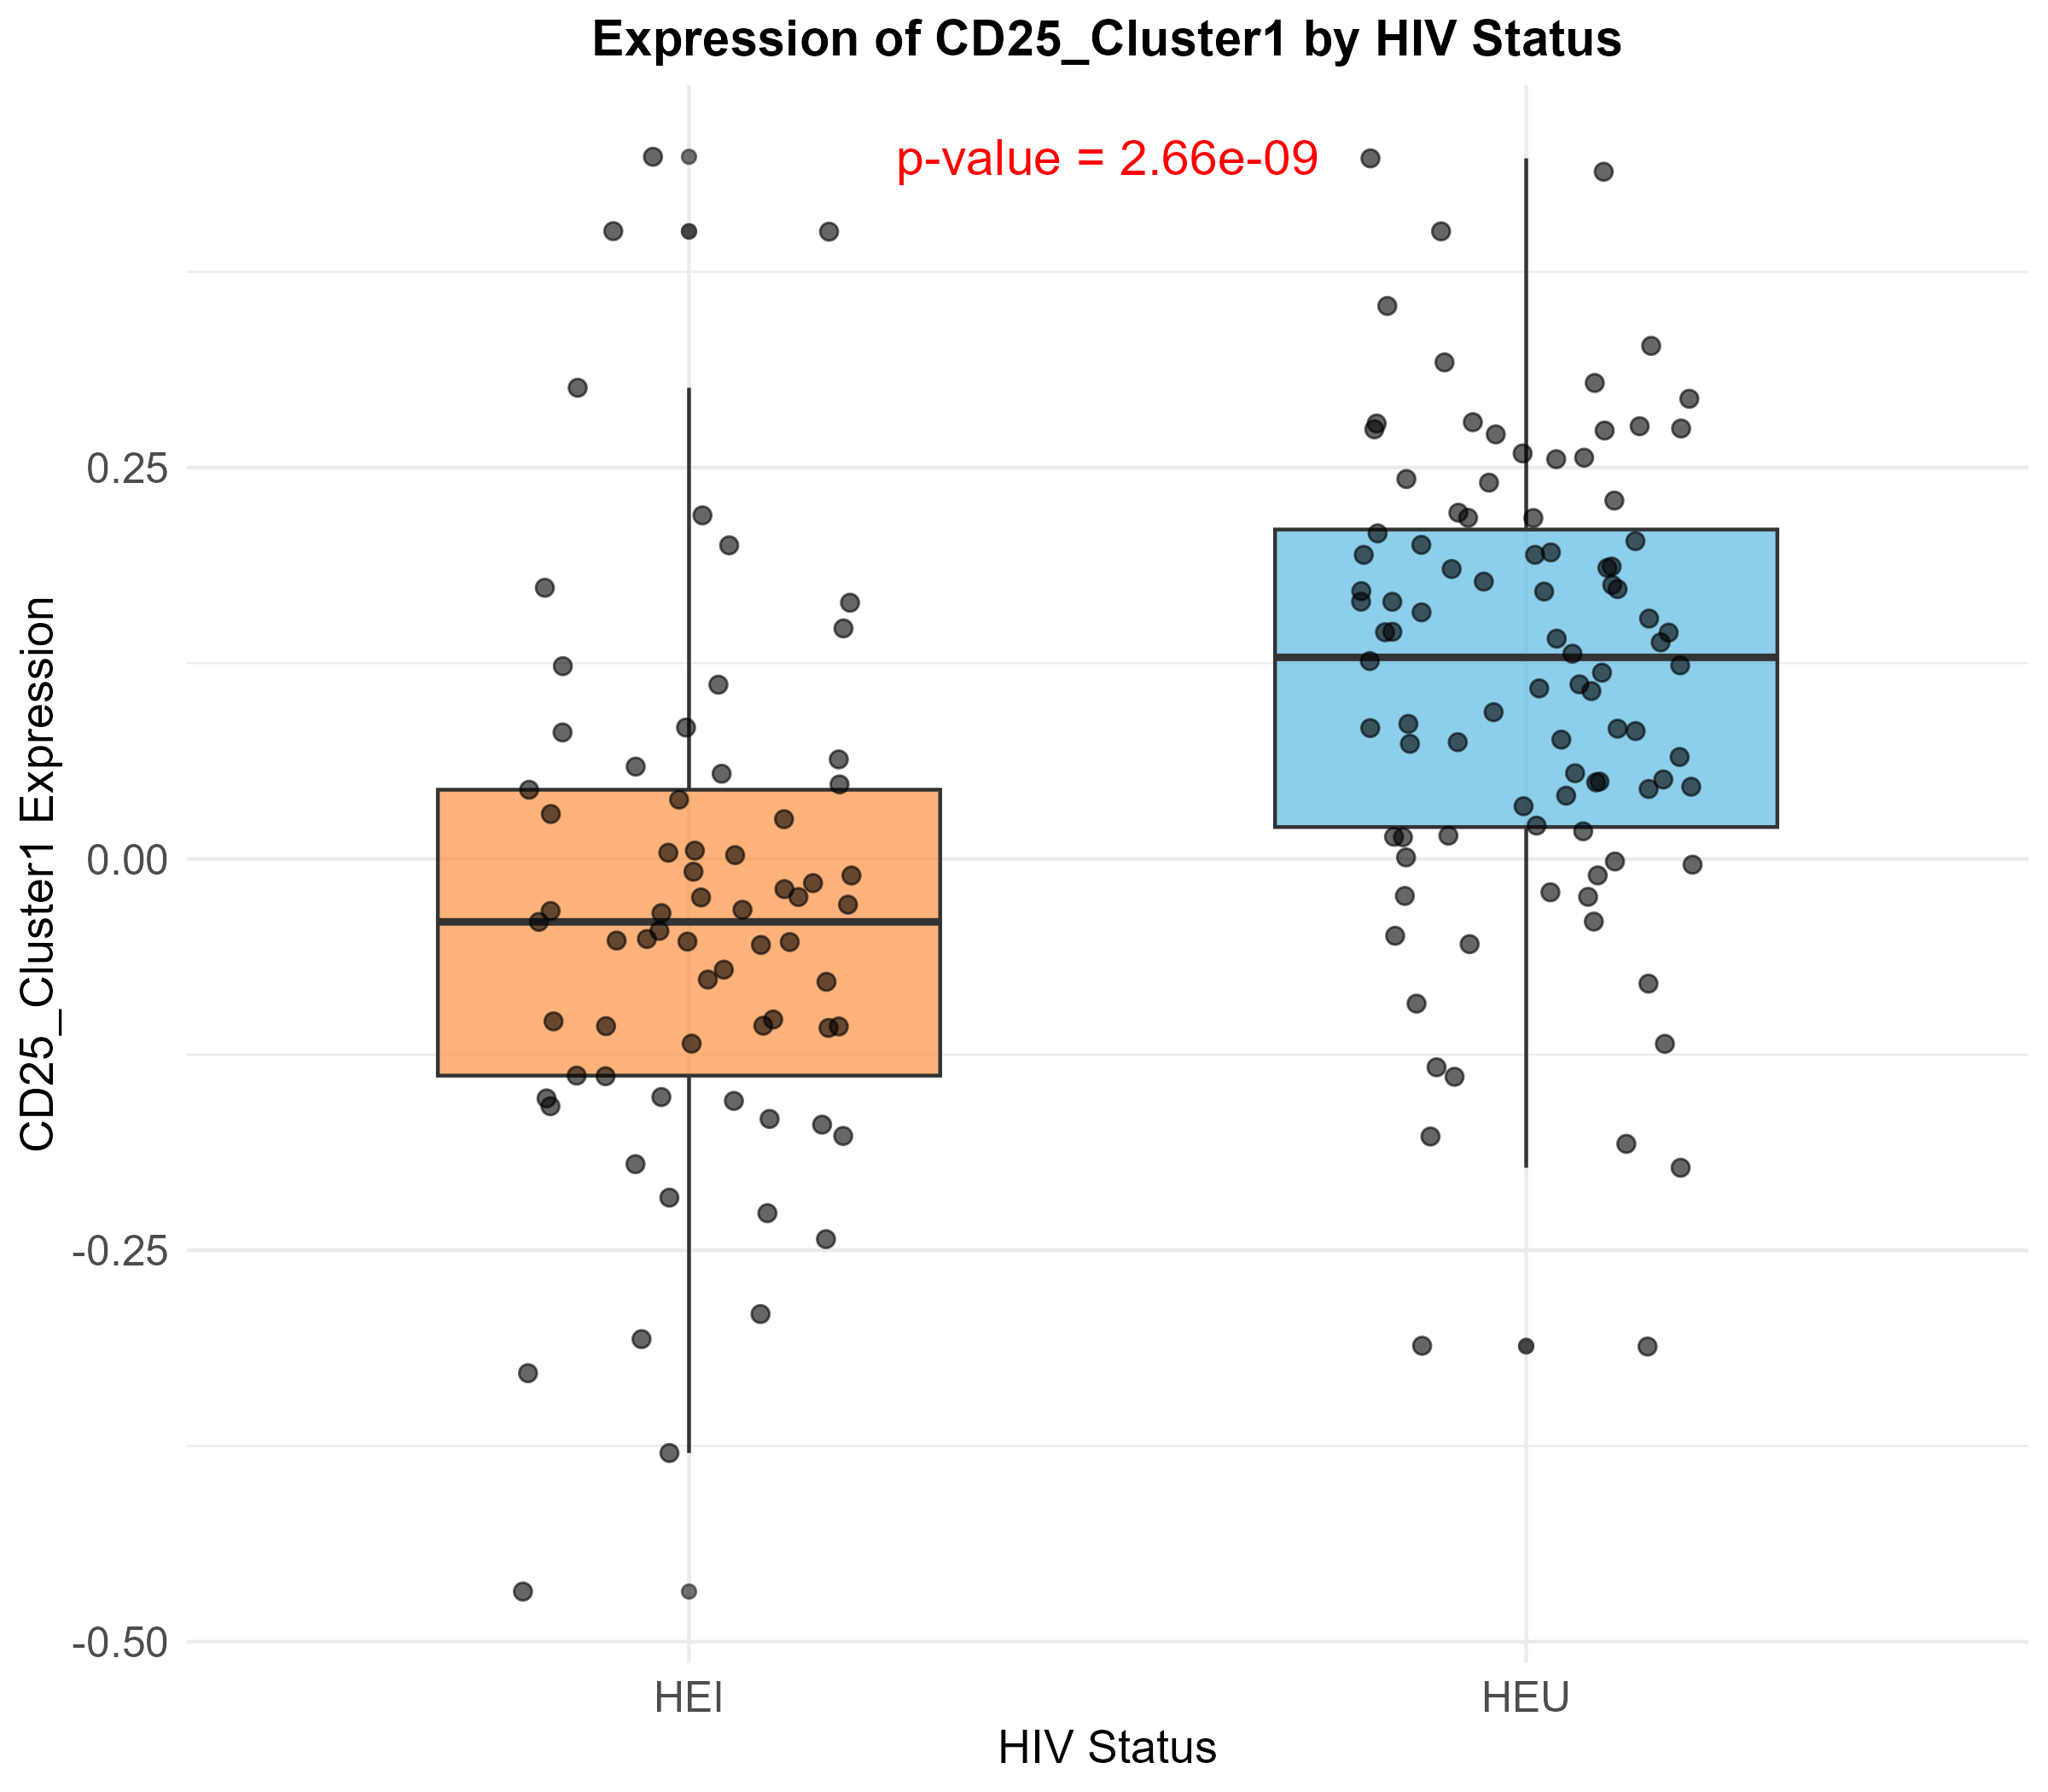 Expression of CD25_Cluster1 by HIV Status
p-value = 2.66e-09
CD25_Cluster1 Expression
0.25
0.00
-0.25
-0.50
HEI
HEU
HIV Status